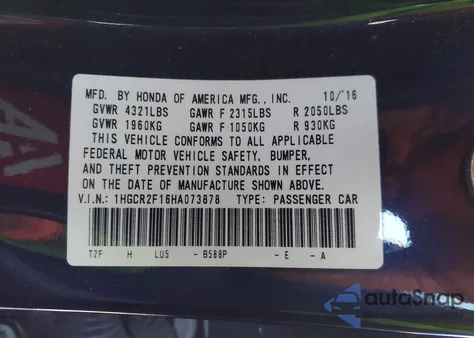 MFD. BY HONDA OF AMERICA MFG., INC. 10/'16
GVWR 4321LBS GAWR F 2315LBS R 2050LBS
GVWR 1960KG GAWR F 1050KG R 930KG
THIS VEHICLE CONFORMS TO ALL APPLICABLE
FEDERAL MOTOR VEHICLE SAFETY, BUMPER,
AND THEFT PREVENTION STANDARDS IN EFFECT
ON THE DATE OF MANUFACTURE SHOWN ABOVE.
V.I.N.: 1HGCR2F16HA073878 TYPE: PASSENGER CAR
T2F H LU5 - B588P - E - A
autoSnap